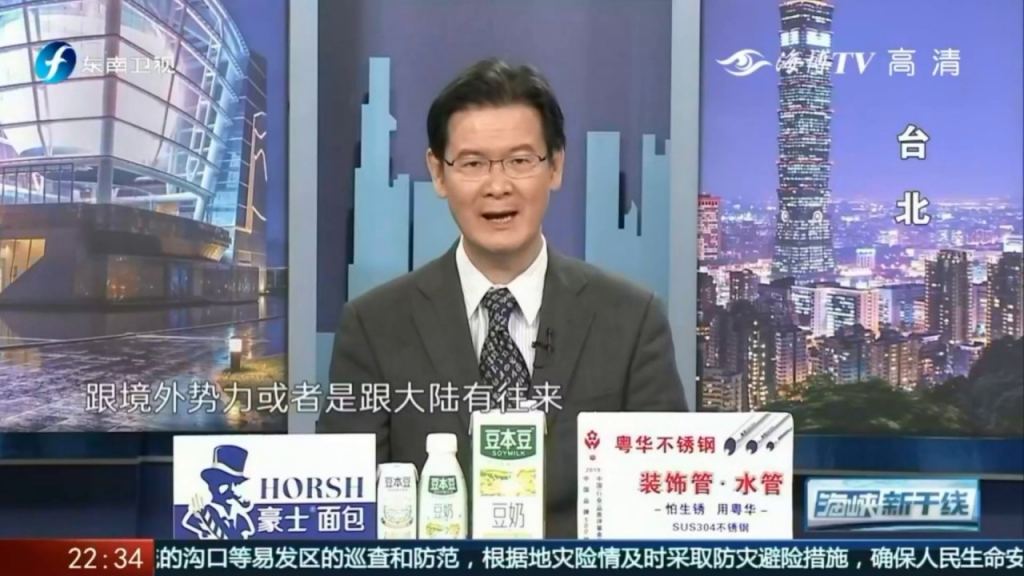 东南卫视
海博TV 高清
台北
跟境外势力或者是跟大陆有往来
HORSH
豪士®面包
豆本豆
豆奶
豆本豆
豆奶
豆本豆
SOYMILK
豆奶
粤华不锈钢
装饰管·水管
–怕生锈 用粤华–
SUS304不锈钢
2019
海峡新干线
22:34
的沟口等易发区的巡查和防范，根据地灾险情及时采取防灾避险措施，确保人民生命安